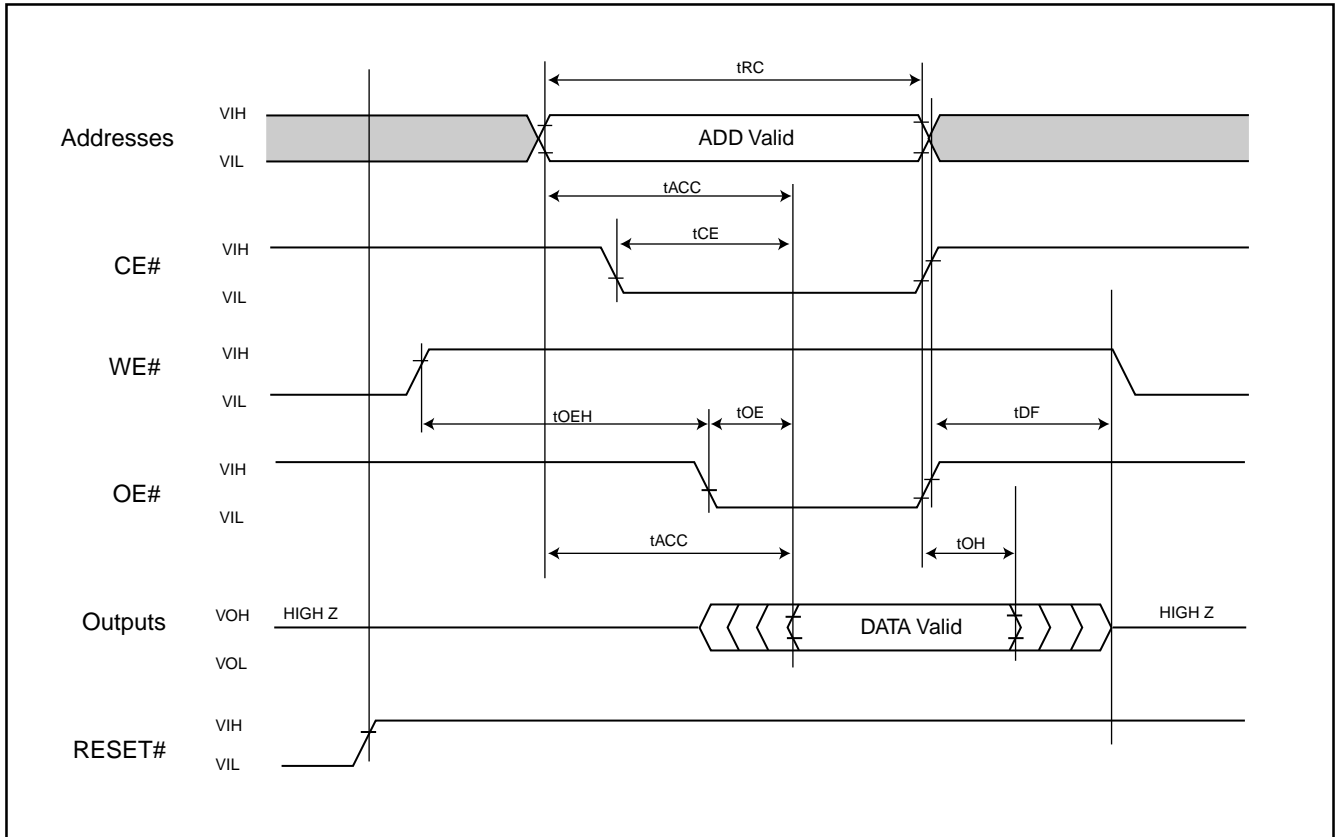 tRC
VIH
Addresses
ADD Valid
VIL
tACC
tCE
VIH
CE#
VIL
VIH
WE#
VIL
tOEH
tOE
tDF
VIH
OE#
VIL
tACC
tOH
VOH
HIGH Z
HIGH Z
Outputs
DATA Valid
VOL
VIH
RESET#
VIL